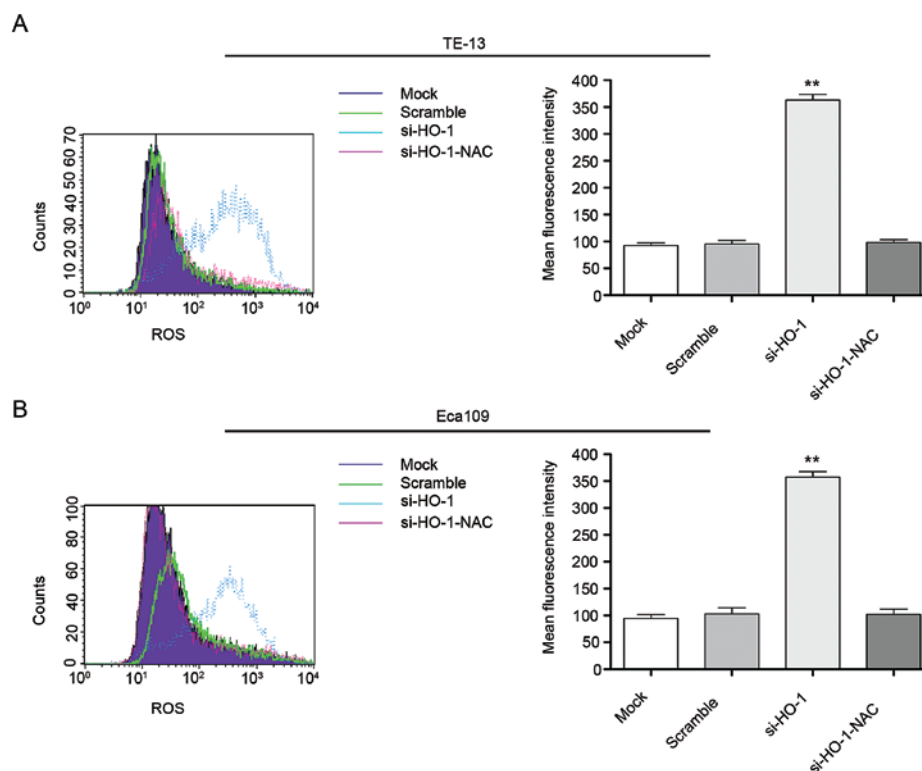 A
TE-13
Mock
Scramble
si-HO-1
si-HO-1-NAC
Counts
70
60
50
40
30
20
10
0
10⁰
10¹
10²
10³
10⁴
ROS
Mean fluorescence intensity
400
350
300
250
200
150
100
50
0
**
Mock
Scramble
si-HO-1
si-HO-1-NAC
B
Eca109
Mock
Scramble
si-HO-1
si-HO-1-NAC
Counts
100
80
60
40
20
0
10⁰
10¹
10²
10³
10⁴
ROS
Mean fluorescence intensity
400
350
300
250
200
150
100
50
0
**
Mock
Scramble
si-HO-1
si-HO-1-NAC